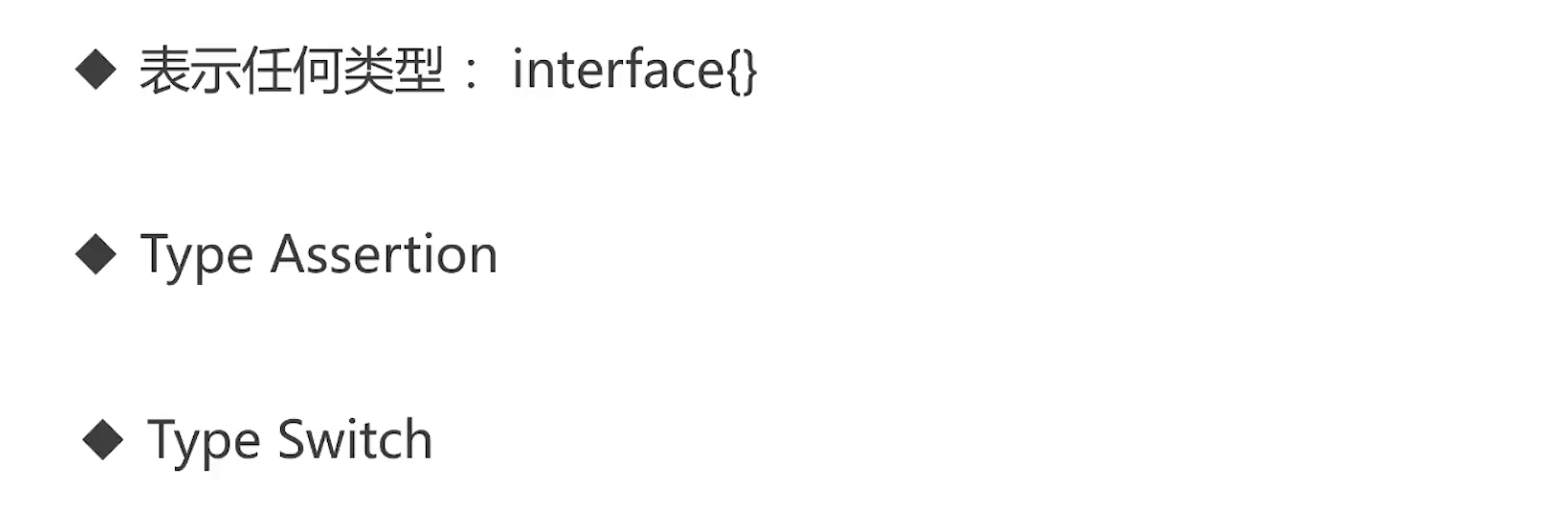 ◆ 表示任何类型： interface{}
◆ Type Assertion
◆ Type Switch